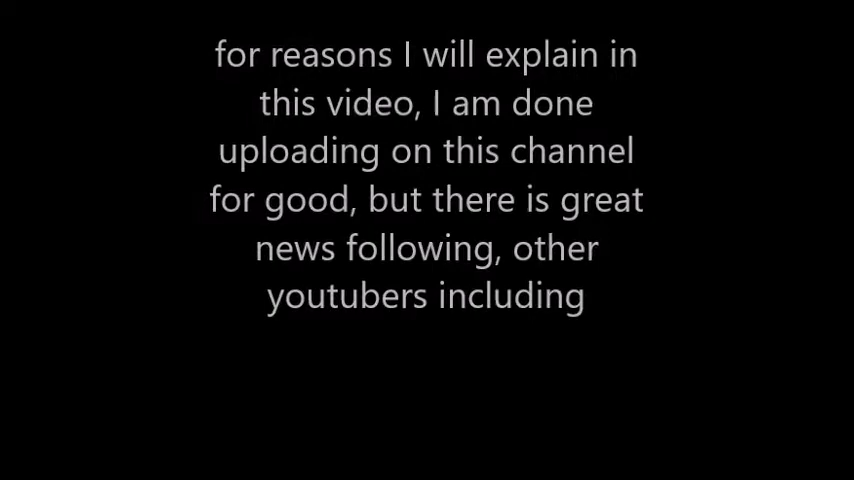 for reasons I will explain in
this video, I am done
uploading on this channel
for good, but there is great
news following, other
youtubers including